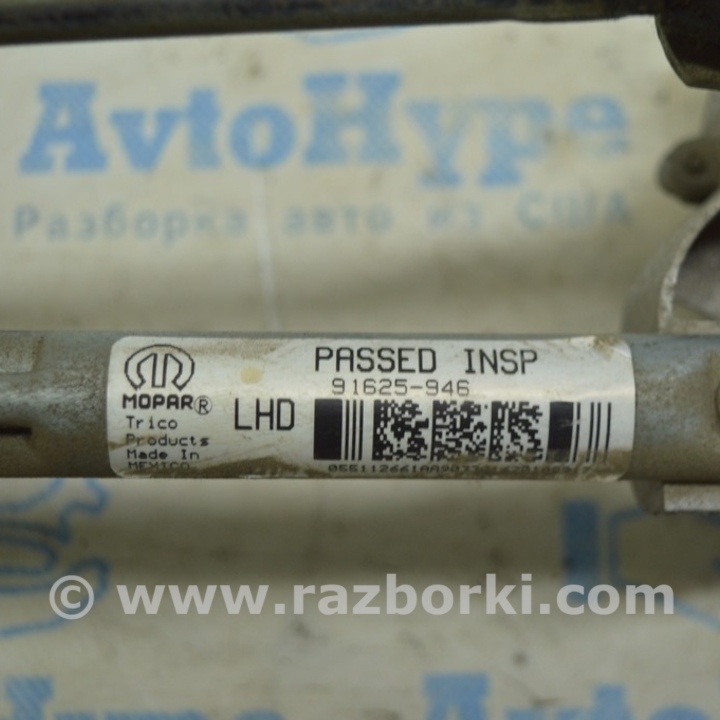 AvtoHype
Разборка авто из США
MOPAR®
Trico
Products
Made In
MEXICO
LHD
PASSED INSP
91625-946
© www.razborki.com
AvtoHype